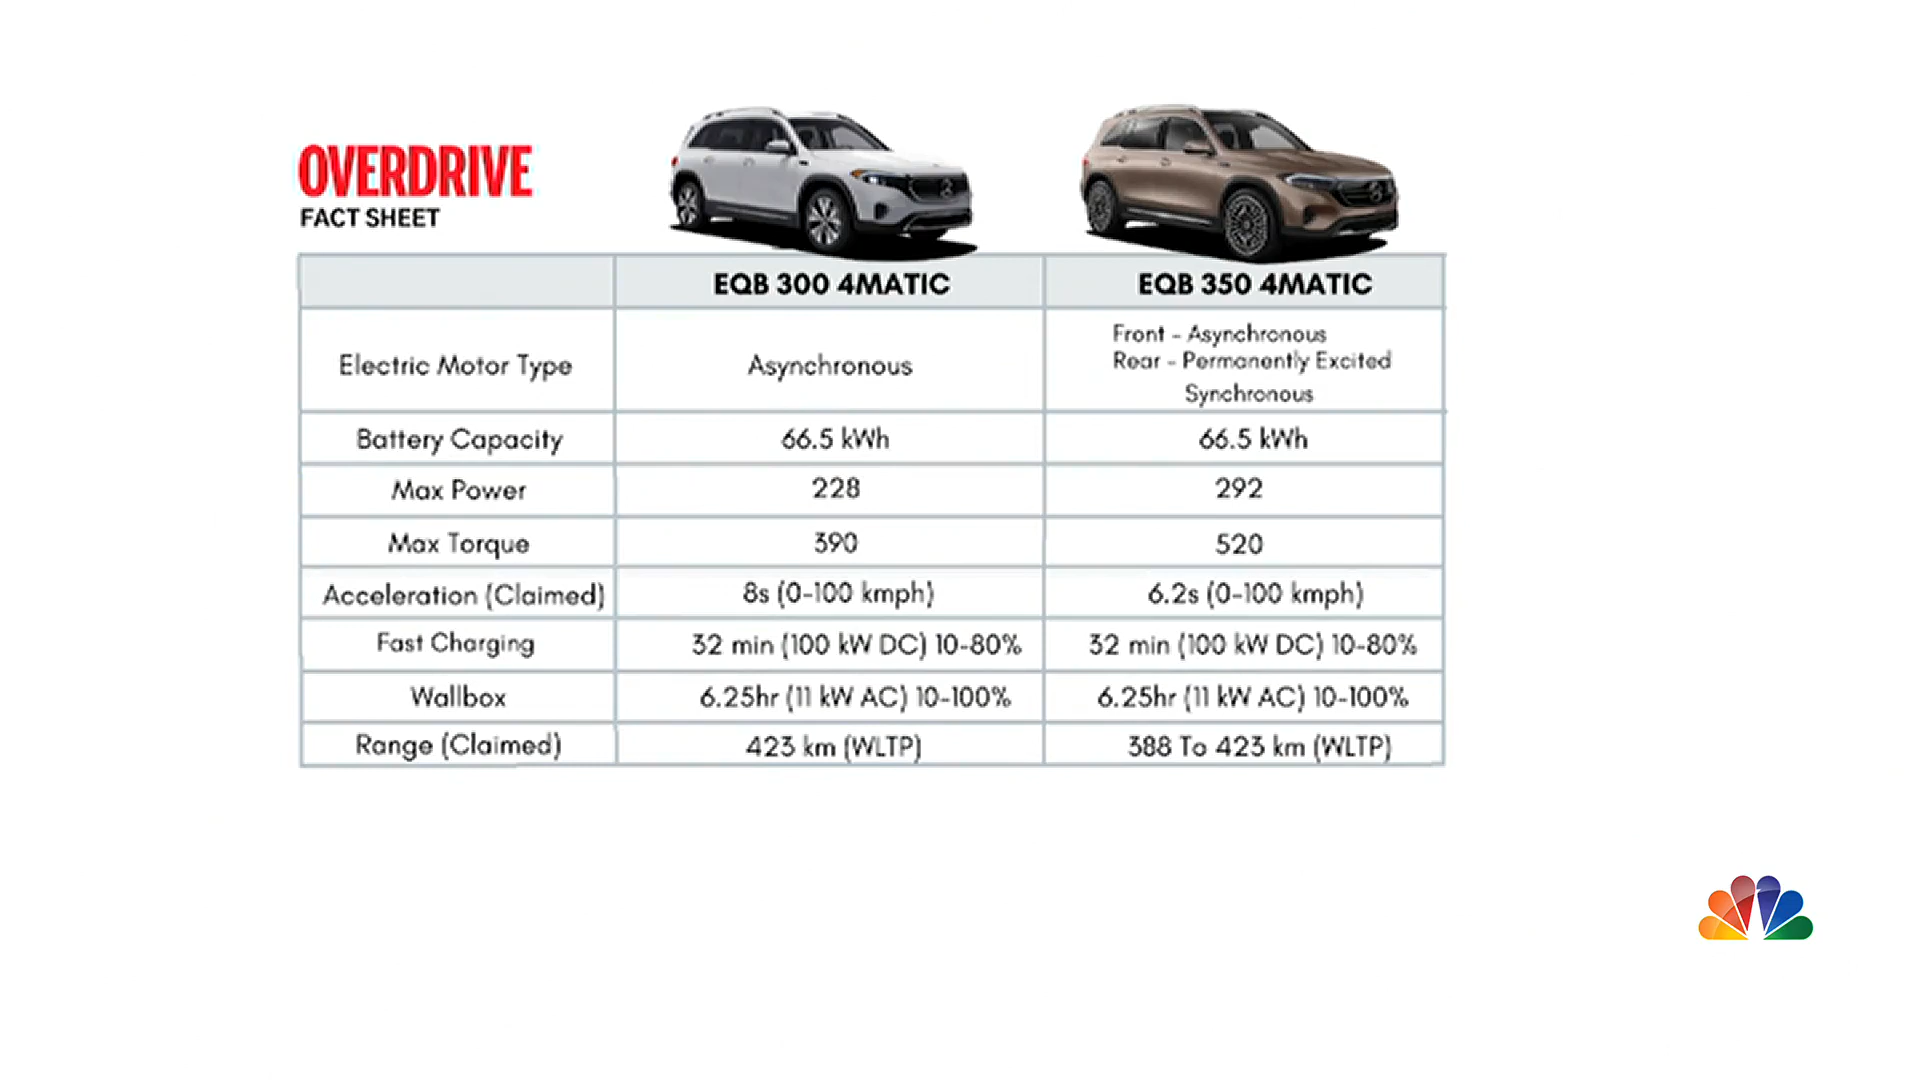 OVERDRIVE
FACT SHEET
EQB 300 4MATIC
EQB 350 4MATIC
Electric Motor Type
Asynchronous
Front - Asynchronous
Rear - Permanently Excited
Synchronous
Battery Capacity
66.5 kWh
66.5 kWh
Max Power
228
292
Max Torque
390
520
Acceleration (Claimed)
8s (0-100 kmph)
6.2s (0-100 kmph)
Fast Charging
32 min (100 kW DC) 10-80%
32 min (100 kW DC) 10-80%
Wallbox
6.25hr (11 kW AC) 10-100%
6.25hr (11 kW AC) 10-100%
Range (Claimed)
423 km (WLTP)
388 To 423 km (WLTP)